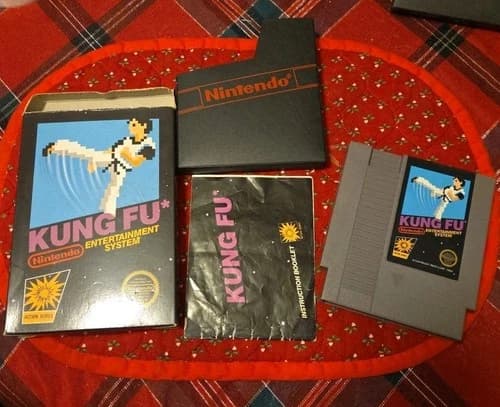 Nintendo®
KUNG FU*
Nintendo
ENTERTAINMENT
SYSTEM
ACTION SERIES
KUNG FU*
INSTRUCTION BOOKLET
KUNG FU*
Nintendo
ENTERTAINMENT
SYSTEM